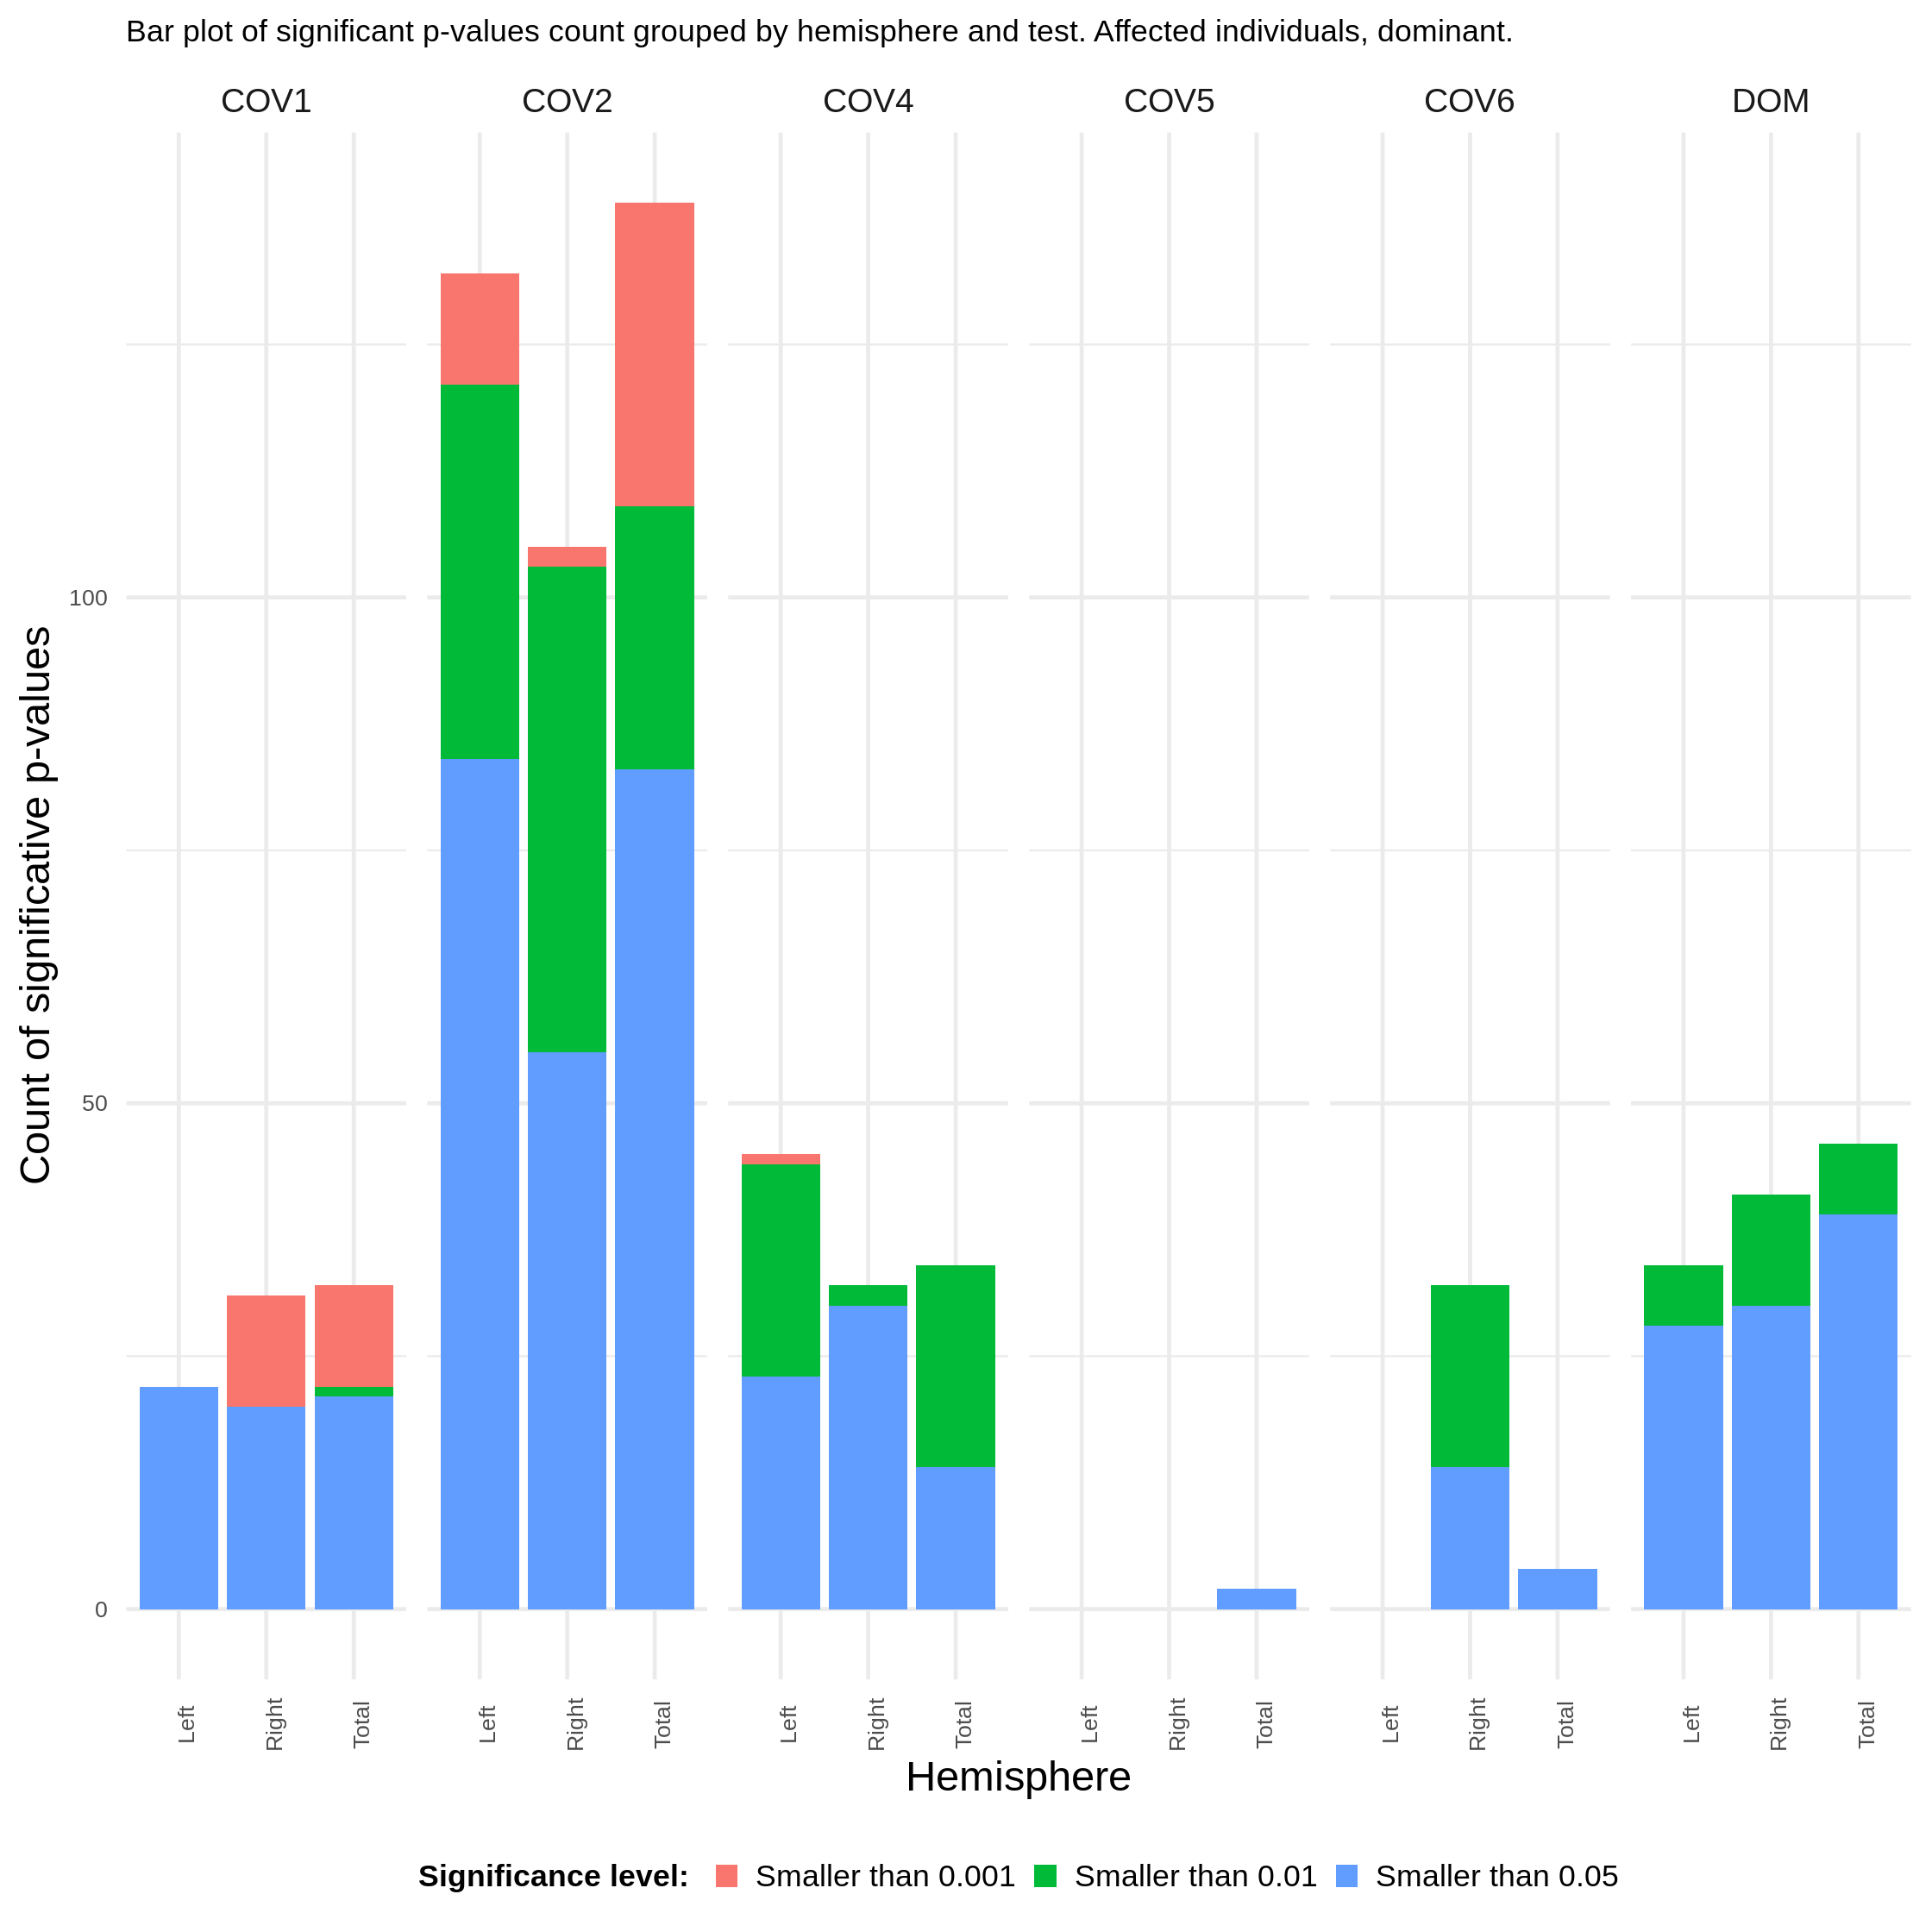 Bar plot of significant p-values count grouped by hemisphere and test. Affected individuals, dominant.
COV1 COV2 COV4 COV5 COV6 DOM
Count of significative p-values
100
50
0
Left Right Total Left Right Total Left Right Total Left Right Total Left Right Total Left Right Total
Hemisphere
Significance level: Smaller than 0.001 Smaller than 0.01 Smaller than 0.05